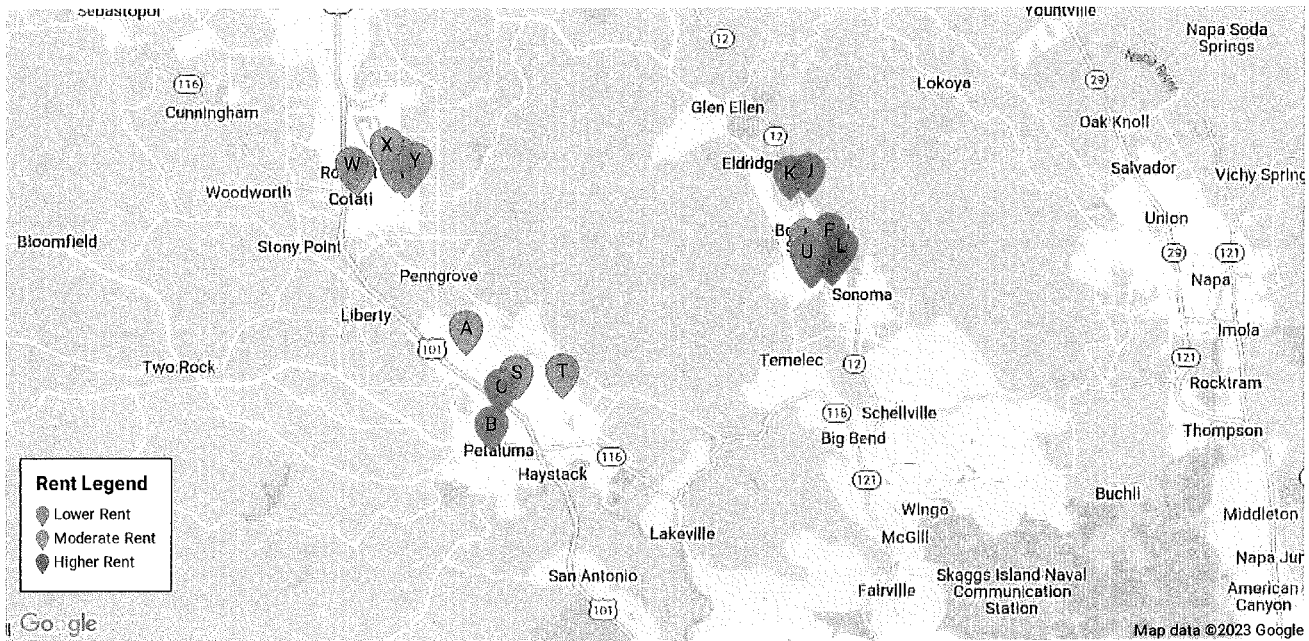 Sebastopol
Yountville
Napa Soda
Springs
12
116
29
Napa River
Cunningham
Lokoya
Glen Ellen
Oak Knoll
12
X
Y
W
Eldridge
K
J
Salvador
Woodworth
Cotati
Union
F
Bloomfield
Stony Point
U
L
29
121
Penngrove
Sonoma
Napa
Liberty
A
Imola
101
Two Rock
S
T
Temelec
12
121
Rocktram
B
116
Schellville
Petaluma
Big Bend
Thompson
Haystack
116
121
Rent Legend
Lower Rent
Moderate Rent
Higher Rent
Buchli
Wingo
Middleton
Lakeville
McGill
San Antonio
Fairville
Skaggs Island Naval
Communication
Station
American
Canyon
101
Google
Map data ©2023 Google